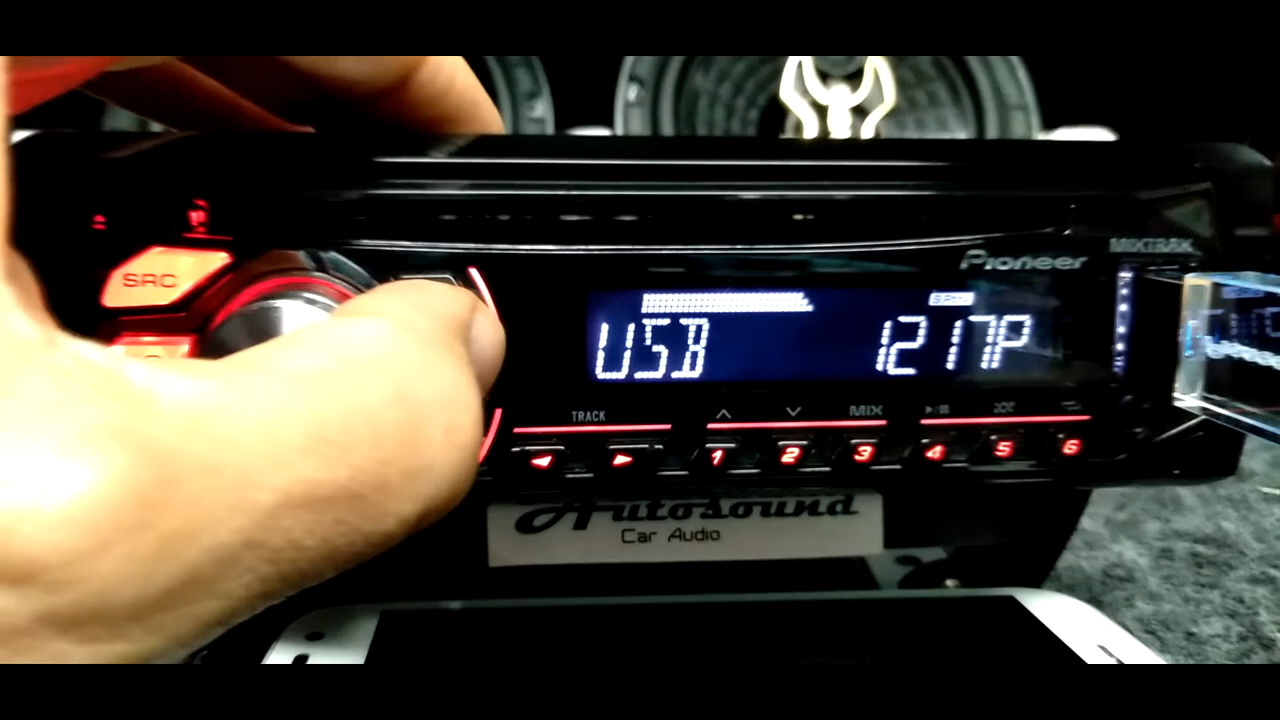 SRC
Pioneer
MIXTRAX
USB 1217P
TRACK
MIX
1 2 3 4 5 6
Autosound
Car Audio